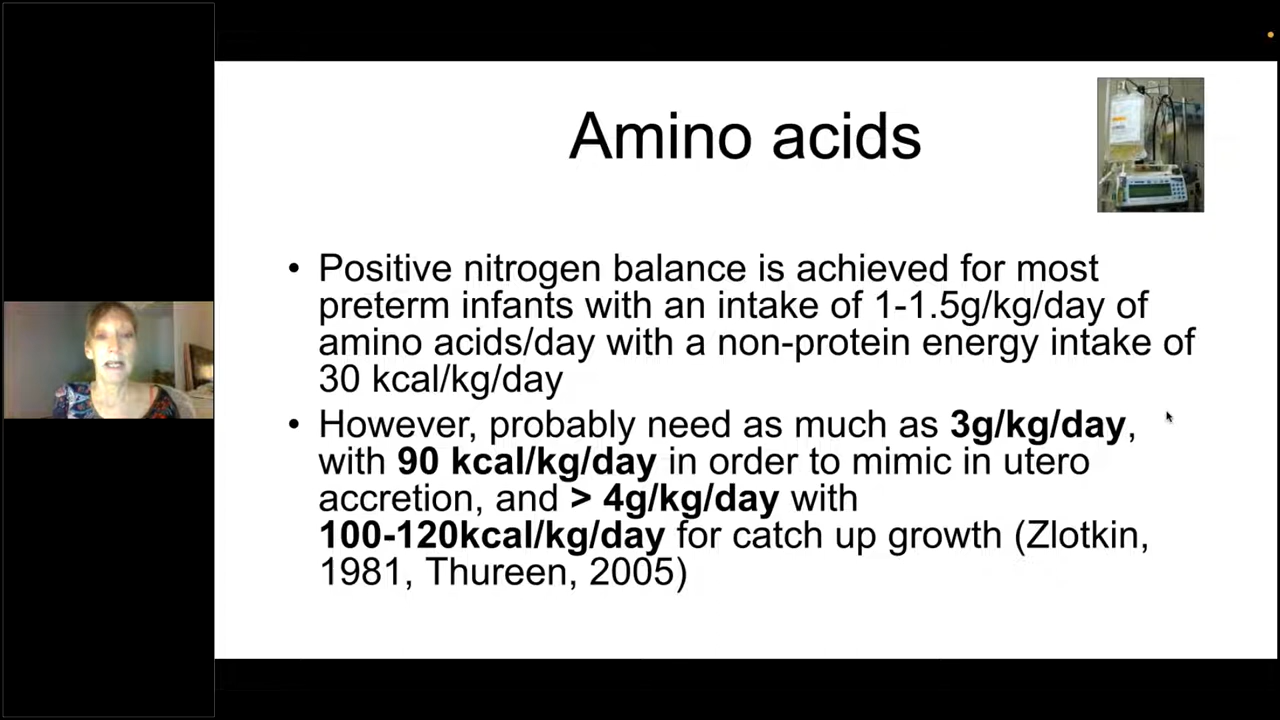 Amino acids
• Positive nitrogen balance is achieved for most
preterm infants with an intake of 1-1.5g/kg/day of
amino acids/day with a non-protein energy intake of
30 kcal/kg/day
• However, probably need as much as 3g/kg/day,
with 90 kcal/kg/day in order to mimic in utero
accretion, and > 4g/kg/day with
100-120kcal/kg/day for catch up growth (Zlotkin,
1981, Thureen, 2005)